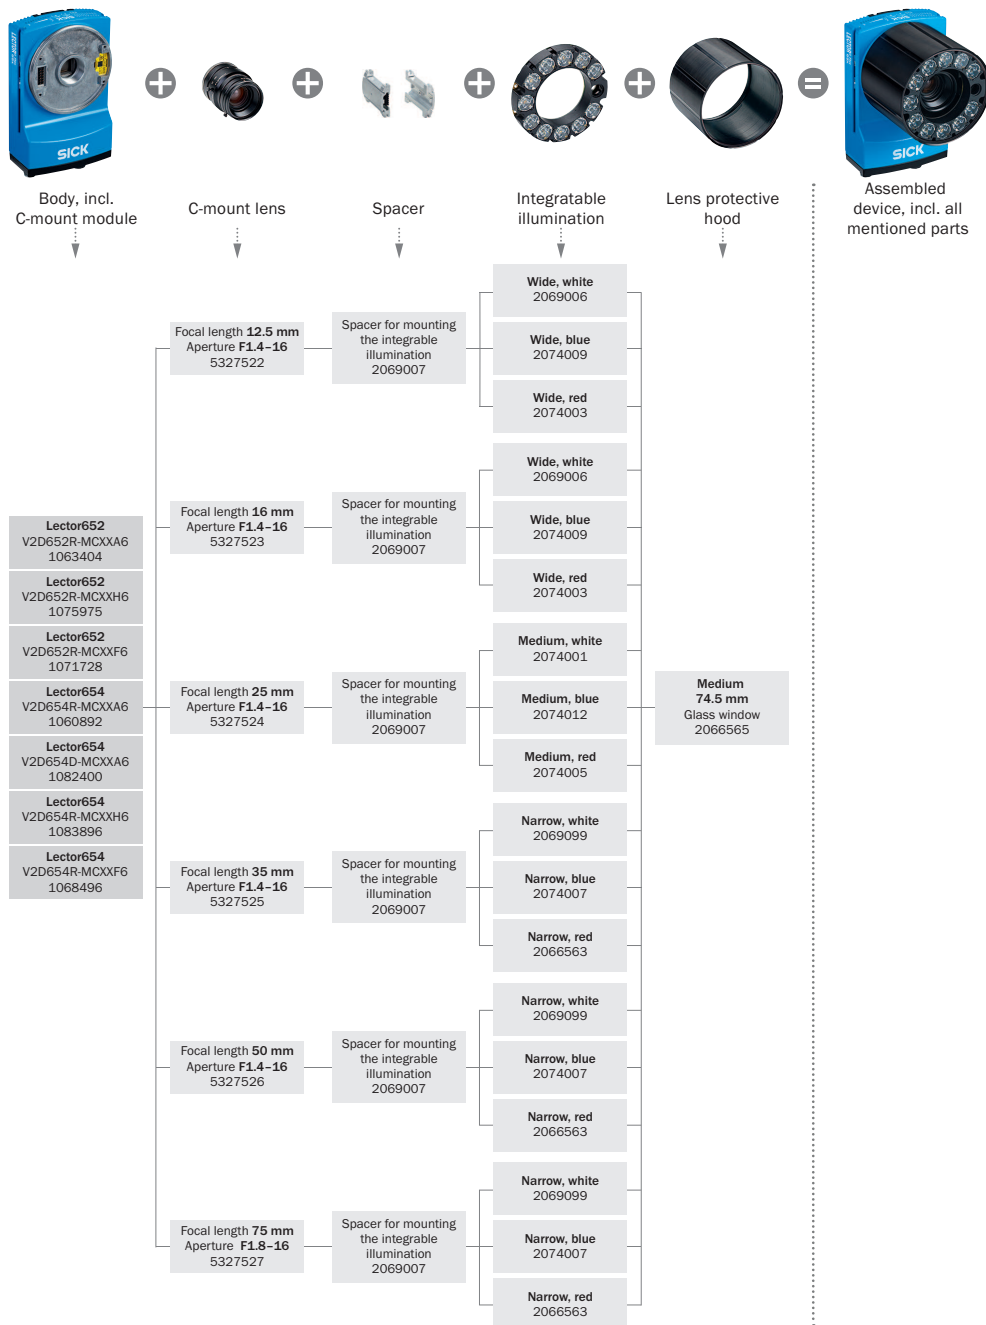 SICK
SICK
Body, incl.
C-mount module
C-mount lens
Spacer
Integratable
illumination
Lens protective
hood
Assembled
device, incl. all
mentioned parts
Lector652
V2D652R-MCXXA6
1063404
Lector652
V2D652R-MCXXH6
1075975
Lector652
V2D652R-MCXXF6
1071728
Lector654
V2D654R-MCXXA6
1060892
Lector654
V2D654D-MCXXA6
1082400
Lector654
V2D654R-MCXXH6
1083896
Lector654
V2D654R-MCXXF6
1068496
Focal length 12.5 mm
Aperture F1.4–16
5327522
Spacer for mounting
the integrable
illumination
2069007
Wide, white
2069006
Wide, blue
2074009
Wide, red
2074003
Focal length 16 mm
Aperture F1.4–16
5327523
Spacer for mounting
the integrable
illumination
2069007
Wide, white
2069006
Wide, blue
2074009
Wide, red
2074003
Focal length 25 mm
Aperture F1.4–16
5327524
Spacer for mounting
the integrable
illumination
2069007
Medium, white
2074001
Medium, blue
2074012
Medium, red
2074005
Focal length 35 mm
Aperture F1.4–16
5327525
Spacer for mounting
the integrable
illumination
2069007
Narrow, white
2069099
Narrow, blue
2074007
Narrow, red
2066563
Focal length 50 mm
Aperture F1.4–16
5327526
Spacer for mounting
the integrable
illumination
2069007
Narrow, white
2069099
Narrow, blue
2074007
Narrow, red
2066563
Focal length 75 mm
Aperture F1.8–16
5327527
Spacer for mounting
the integrable
illumination
2069007
Narrow, white
2069099
Narrow, blue
2074007
Narrow, red
2066563
Medium
74.5 mm
Glass window
2066565